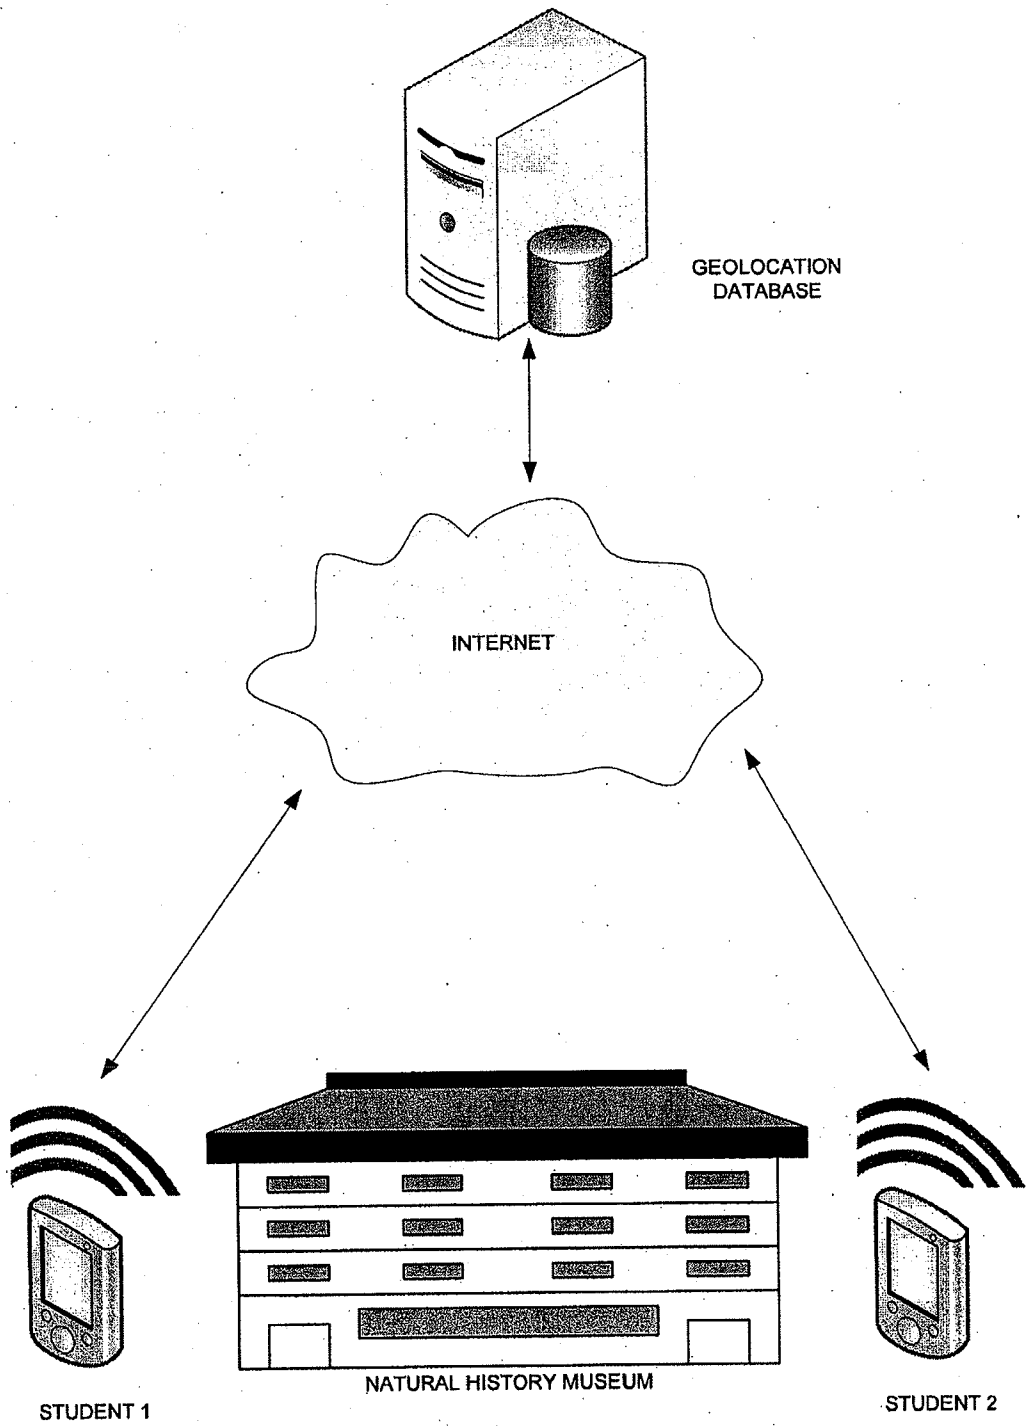 GEOLOCATION
DATABASE
INTERNET
NATURAL HISTORY MUSEUM
STUDENT 1
STUDENT 2